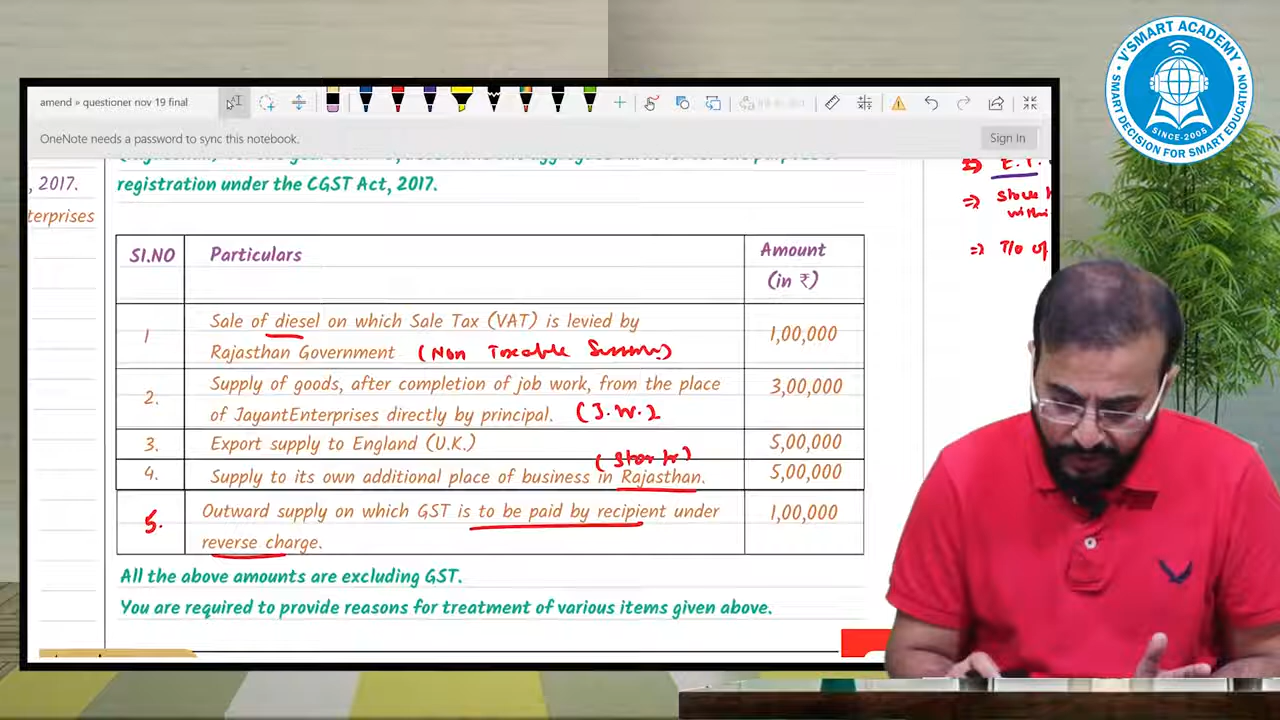 amend » questioner nov 19 final
OneNote needs a password to sync this notebook.
Sign In
, 2017.
terprises
registration under the CGST Act, 2017.
SI.NO Particulars Amount (in ₹)
1 Sale of diesel on which Sale Tax (VAT) is levied by 1,00,000
Rajasthan Government (Non Taxable
2. Supply of goods, after completion of job work, from the place 3,00,000
of JayantEnterprises directly by principal. (J.W.)
3. Export supply to England (U.K.) 5,00,000
4. Supply to its own additional place of business in Rajasthan. 5,00,000
5. Outward supply on which GST is to be paid by recipient under 1,00,000
reverse charge.
All the above amounts are excluding GST.
You are required to provide reasons for treatment of various items given above.
⇒ T/O of
V'SMART ACADEMY
SMART DECISION FOR SMART EDUCATION
SINCE-2005